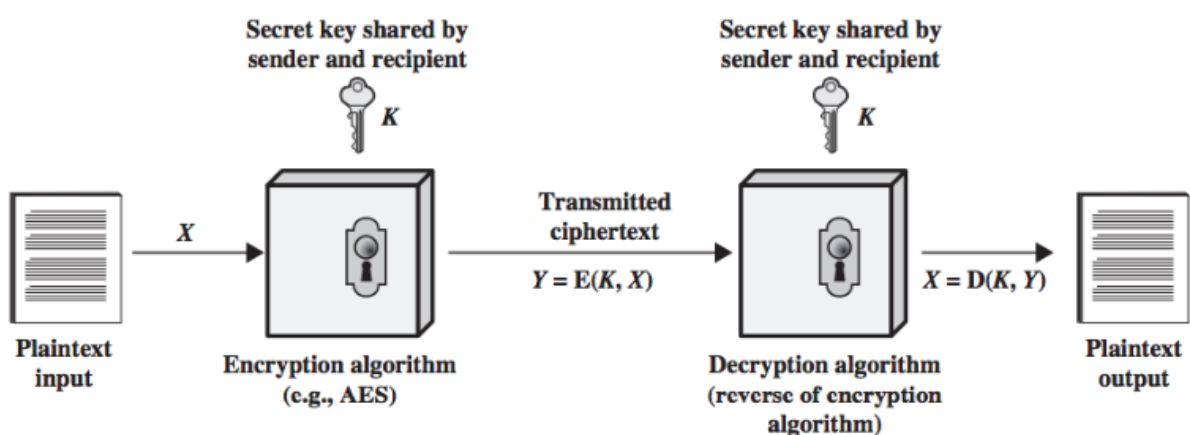 Secret key shared by
sender and recipient
K
Secret key shared by
sender and recipient
K
X
Transmitted
ciphertext
Y = E(K, X)
X = D(K, Y)
Plaintext
input
Encryption algorithm
(e.g., AES)
Decryption algorithm
(reverse of encryption
algorithm)
Plaintext
output